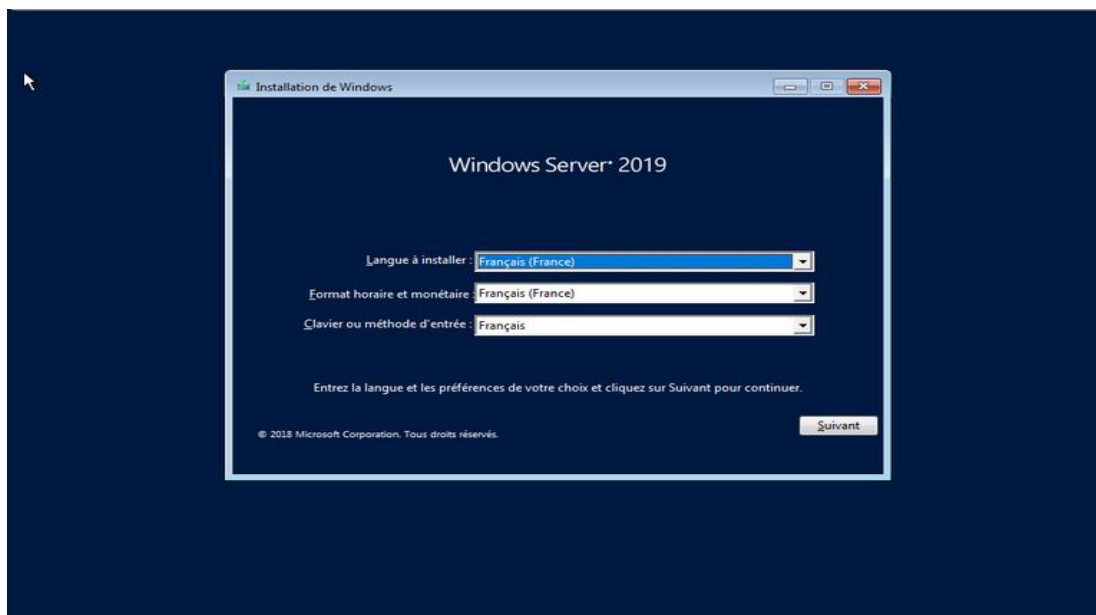 Installation de Windows
Windows Server® 2019
Langue à installer : Français (France)
Format horaire et monétaire : Français (France)
Clavier ou méthode d'entrée : Français
Entrez la langue et les préférences de votre choix et cliquez sur Suivant pour continuer.
© 2018 Microsoft Corporation. Tous droits réservés.
Suivant